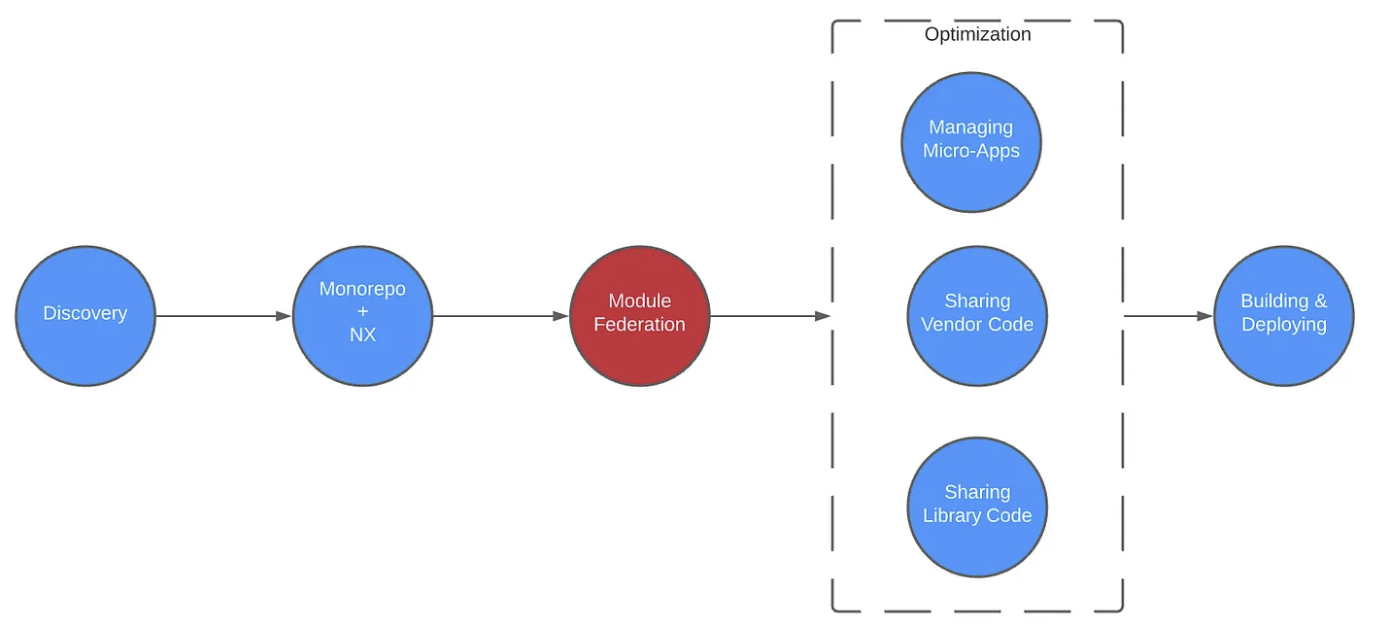 Discovery
Monorepo
+
NX
Module
Federation
Optimization
Managing
Micro-Apps
Sharing
Vendor Code
Sharing
Library Code
Building &
Deploying